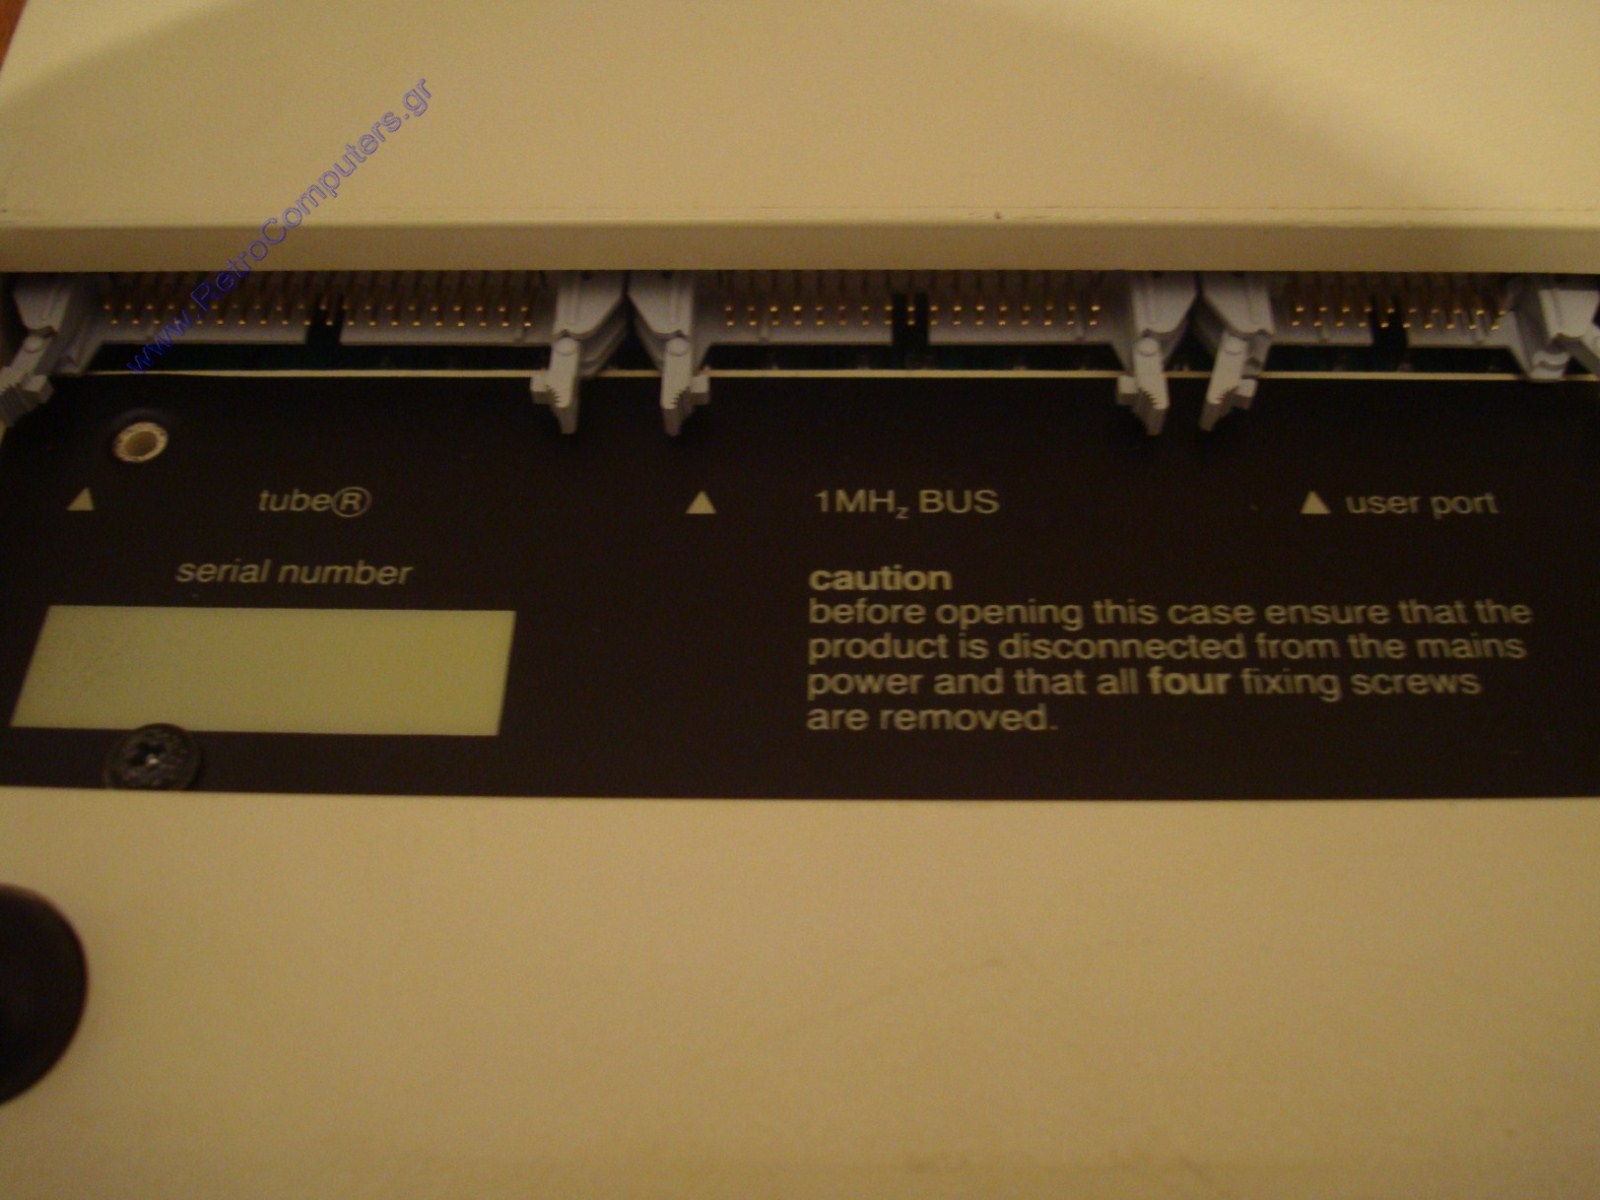 www.RetroComputers.gr
tube®
1MHz BUS
user port
serial number
caution
before opening this case ensure that the
product is disconnected from the mains
power and that all four fixing screws
are removed.